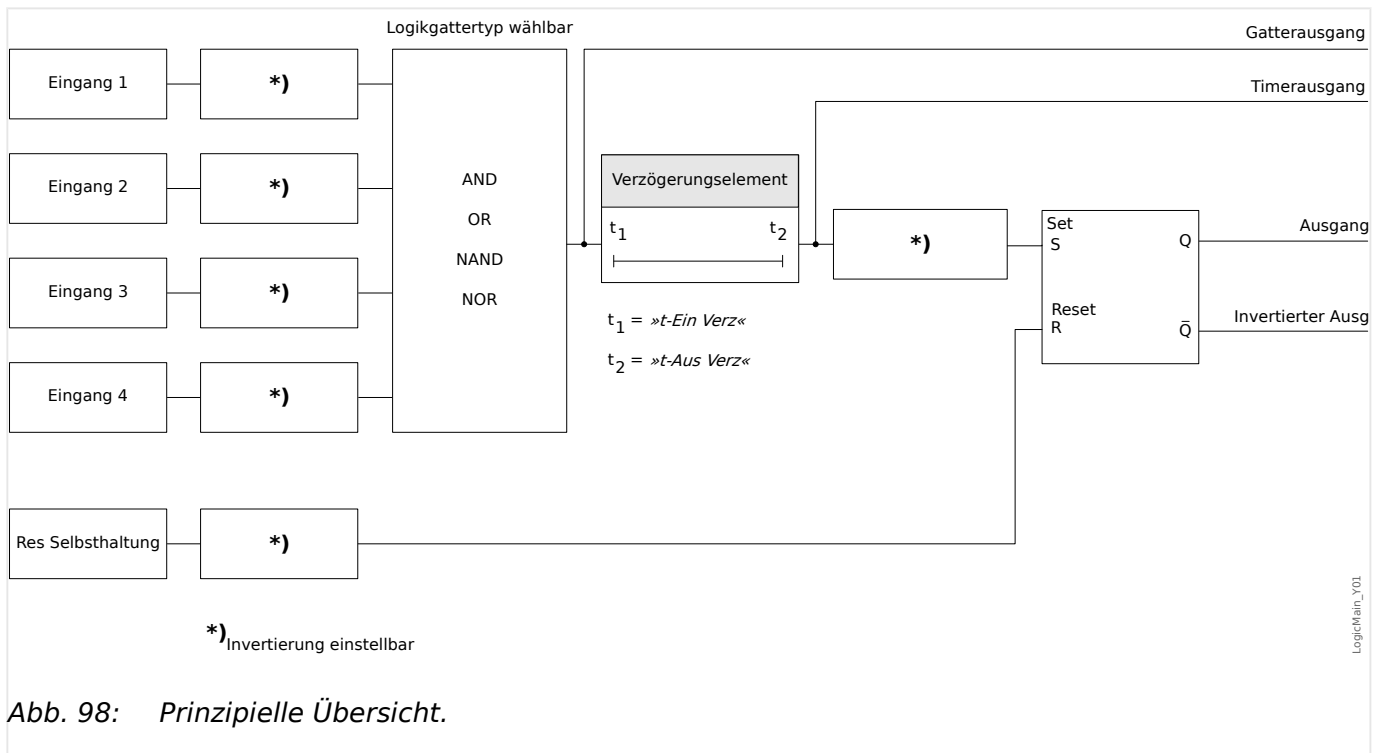 Logikgattertyp wählbar
Gatterausgang
Eingang 1
*)
Timerausgang
Eingang 2
*)
AND
OR
NAND
NOR
Verzögerungselement
t1
t2
*)
Set
S
Q
Ausgang
Eingang 3
*)
t1 = »t-Ein Verz«
t2 = »t-Aus Verz«
Reset
R
Q̄
Invertierter Ausg
Eingang 4
*)
Res Selbsthaltung
*)
*) Invertierung einstellbar
LogicMain_Y01
Abb. 98: Prinzipielle Übersicht.